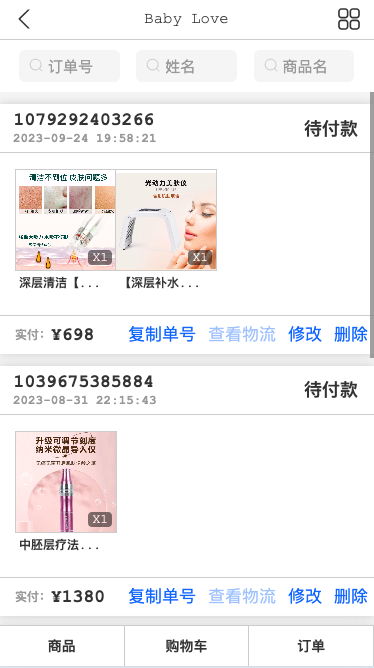 Baby Love
订单号
姓名
商品名
1079292403266
2023-09-24 19:58:21
待付款
清洁不到位 皮肤问题多
光动力美肤仪
X1
X1
深层清洁【...
【深层补水...
实付: ¥698
复制单号 查看物流 修改 删除
1039675385884
2023-08-31 22:15:43
待付款
升级可调节刻度
纳米微晶导入仪
X1
中胚层疗法...
实付: ¥1380
复制单号 查看物流 修改 删除
商品
购物车
订单